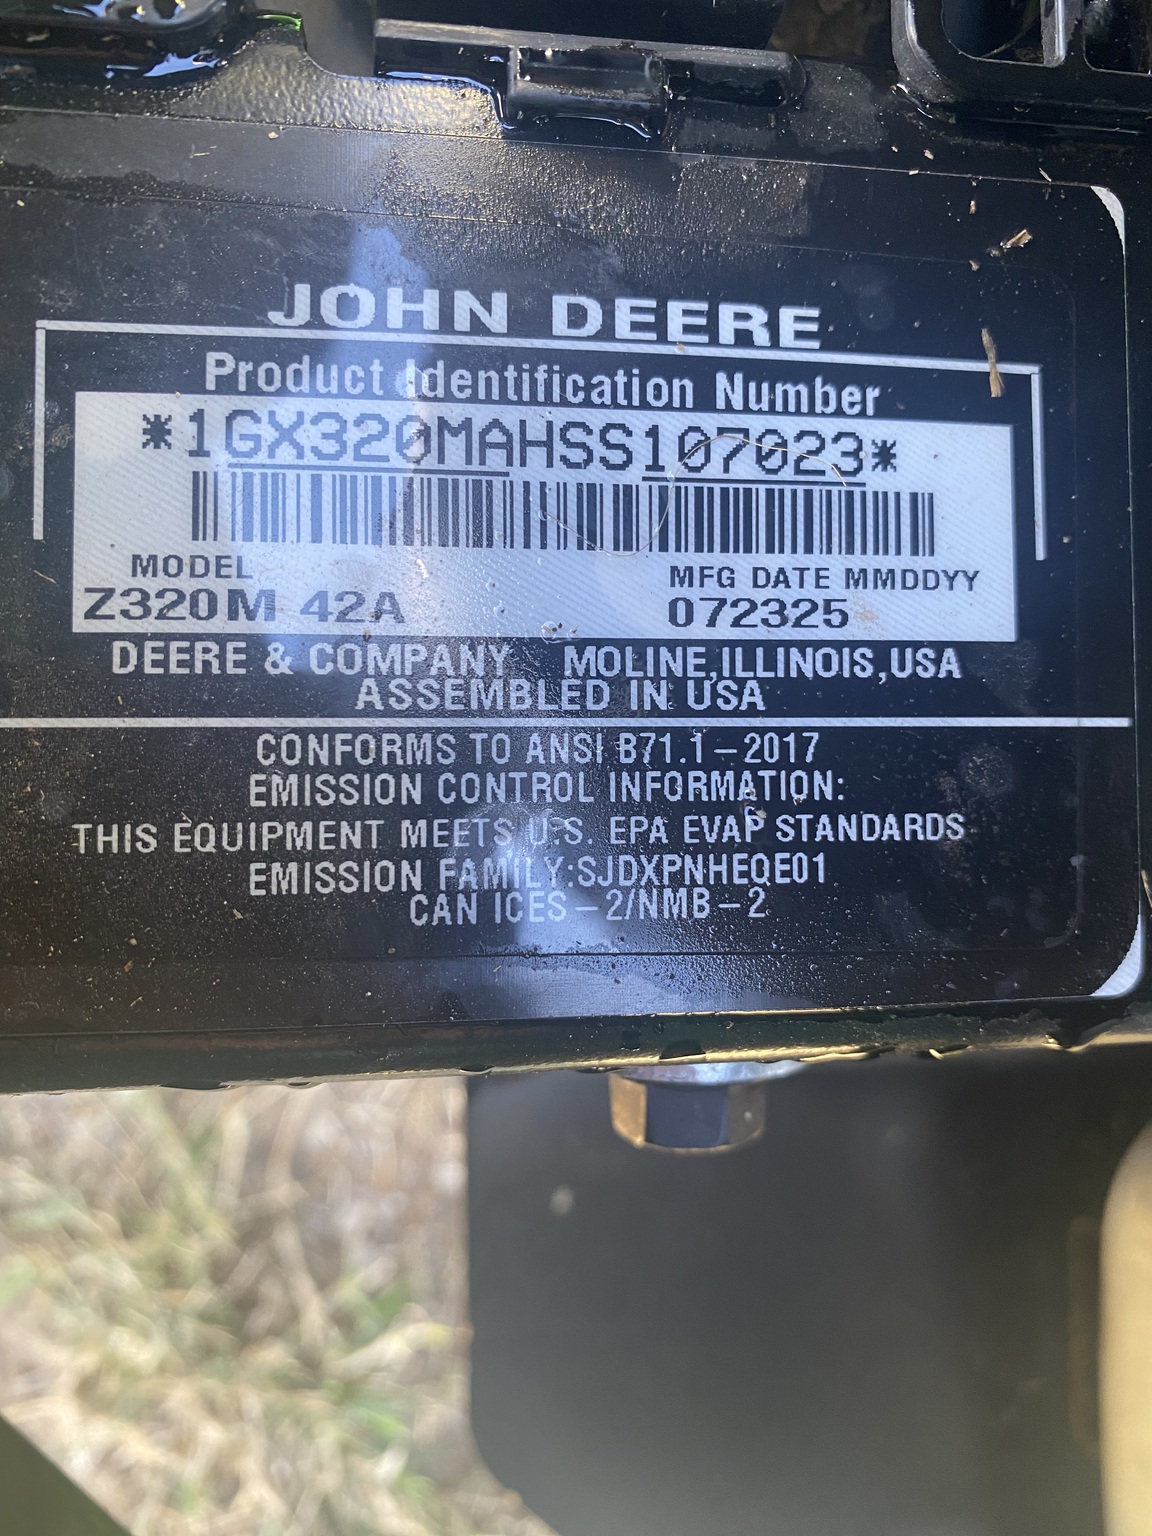 JOHN DEERE
Product Identification Number
*1GX320MAHSS107023*
MODEL MFG DATE MMDDYY
Z320M 42A 072325
DEERE & COMPANY MOLINE,ILLINOIS,USA
ASSEMBLED IN USA
CONFORMS TO ANSI B71.1-2017
EMISSION CONTROL INFORMATION:
THIS EQUIPMENT MEETS U.S. EPA EVAP STANDARDS
EMISSION FAMILY:SJDXPNHEQE01
CAN ICES-2/NMB-2